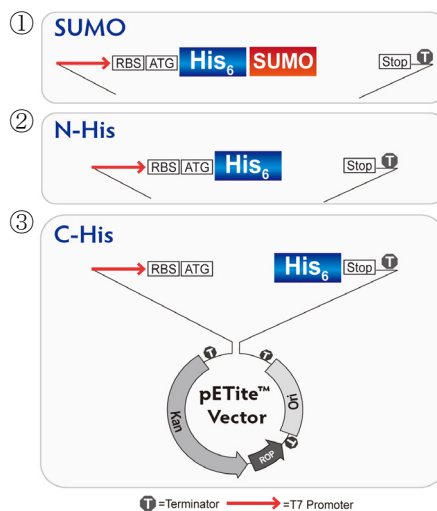 ① SUMO
RBS ATG His6 SUMO Stop T
② N-His
RBS ATG His6 Stop T
③ C-His
RBS ATG His6 Stop T
T T
pETite™
Vector
Kan Ori
ROP T
T =Terminator =T7 Promoter